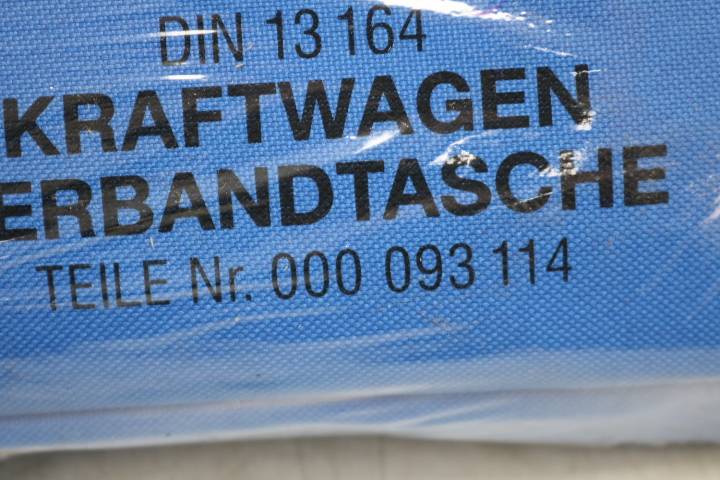 DIN 13 164
KRAFTWAGEN
ERBANDTASCHE
TEILE Nr. 000 093 114